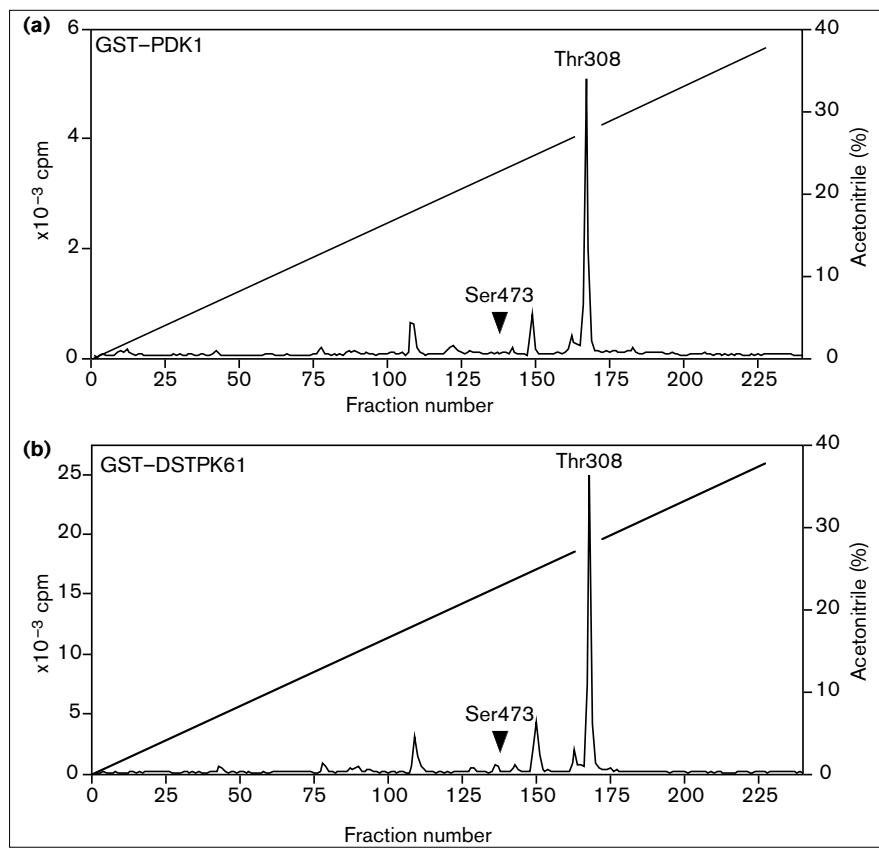 (a)
GST–PDK1
Thr308
Ser473
6
4
2
0
x10⁻³ cpm
40
30
20
10
0
Acetonitrile (%)
0 25 50 75 100 125 150 175 200 225
Fraction number
(b)
GST–DSTPK61
Thr308
Ser473
25
20
15
10
5
0
x10⁻³ cpm
40
30
20
10
0
Acetonitrile (%)
0 25 50 75 100 125 150 175 200 225
Fraction number